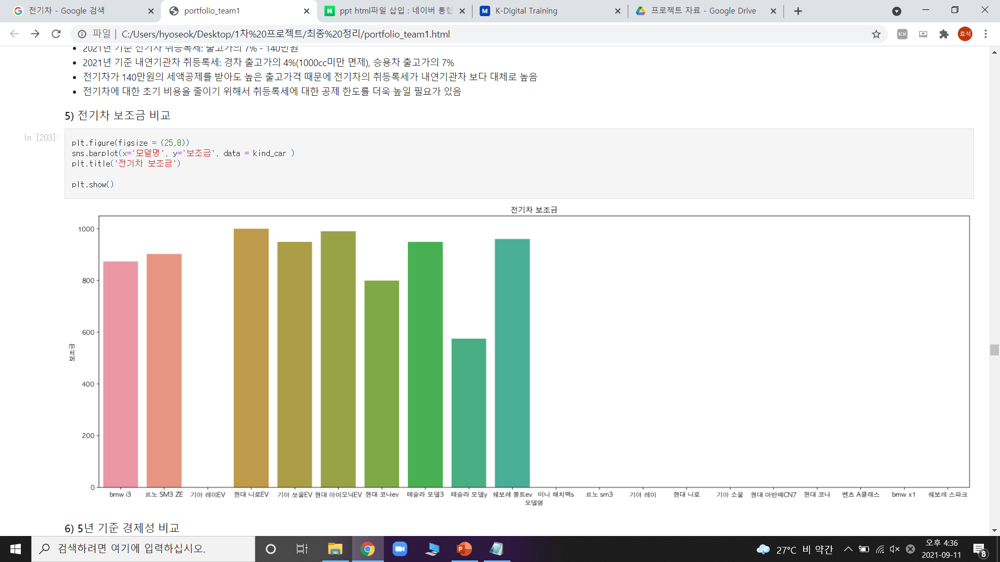 전기차 - Google 검색
portfolio_team1
ppt html파일 삽입 : 네이버 통합
K-Digital Training
프로젝트 자료 - Google Drive
파일 | C:/Users/hyoseok/Desktop/1차%20프로젝트/최종%20정리/portfolio_team1.html
EX
효석
2021년 기준 전기차 취등록세: 출고가의 7% - 140만원
2021년 기준 내연기관차 취등록세: 경차 출고가의 4%(1000cc미만 면제), 승용차 출고가의 7%
전기차가 140만원의 세액공제를 받아도 높은 출고가격 때문에 전기차의 취등록세가 내연기관차 보다 대체로 높음
전기차에 대한 초기 비용을 줄이기 위해서 취등록세에 대한 공제 한도를 더욱 높일 필요가 있음
5) 전기차 보조금 비교
In [203]:
plt.figure(figsize = (25,8))
sns.barplot(x='모델명', y='보조금', data = kind_car )
plt.title('전기차 보조금')
plt.show()
전기차 보조금
1000
800
600
400
200
0
보조금
bmw i3 르노 SM3 ZE 기아 레이EV 현대 니로EV 기아 쏘울EV 현대 아이오닉EV 현대 코나ev 테슬라 모델3 테슬라 모델y 쉐보레 볼트ev 미니 해치백s 르노 sm3 기아 레이 현대 니로 기아 소울 현대 아반떼CN7 현대 코나 벤츠 A클래스 bmw x1 쉐보레 스파크
모델명
6) 5년 기준 경제성 비교
검색하려면 여기에 입력하십시오.
27°C 비 약간
오후 4:36
2021-09-11
8